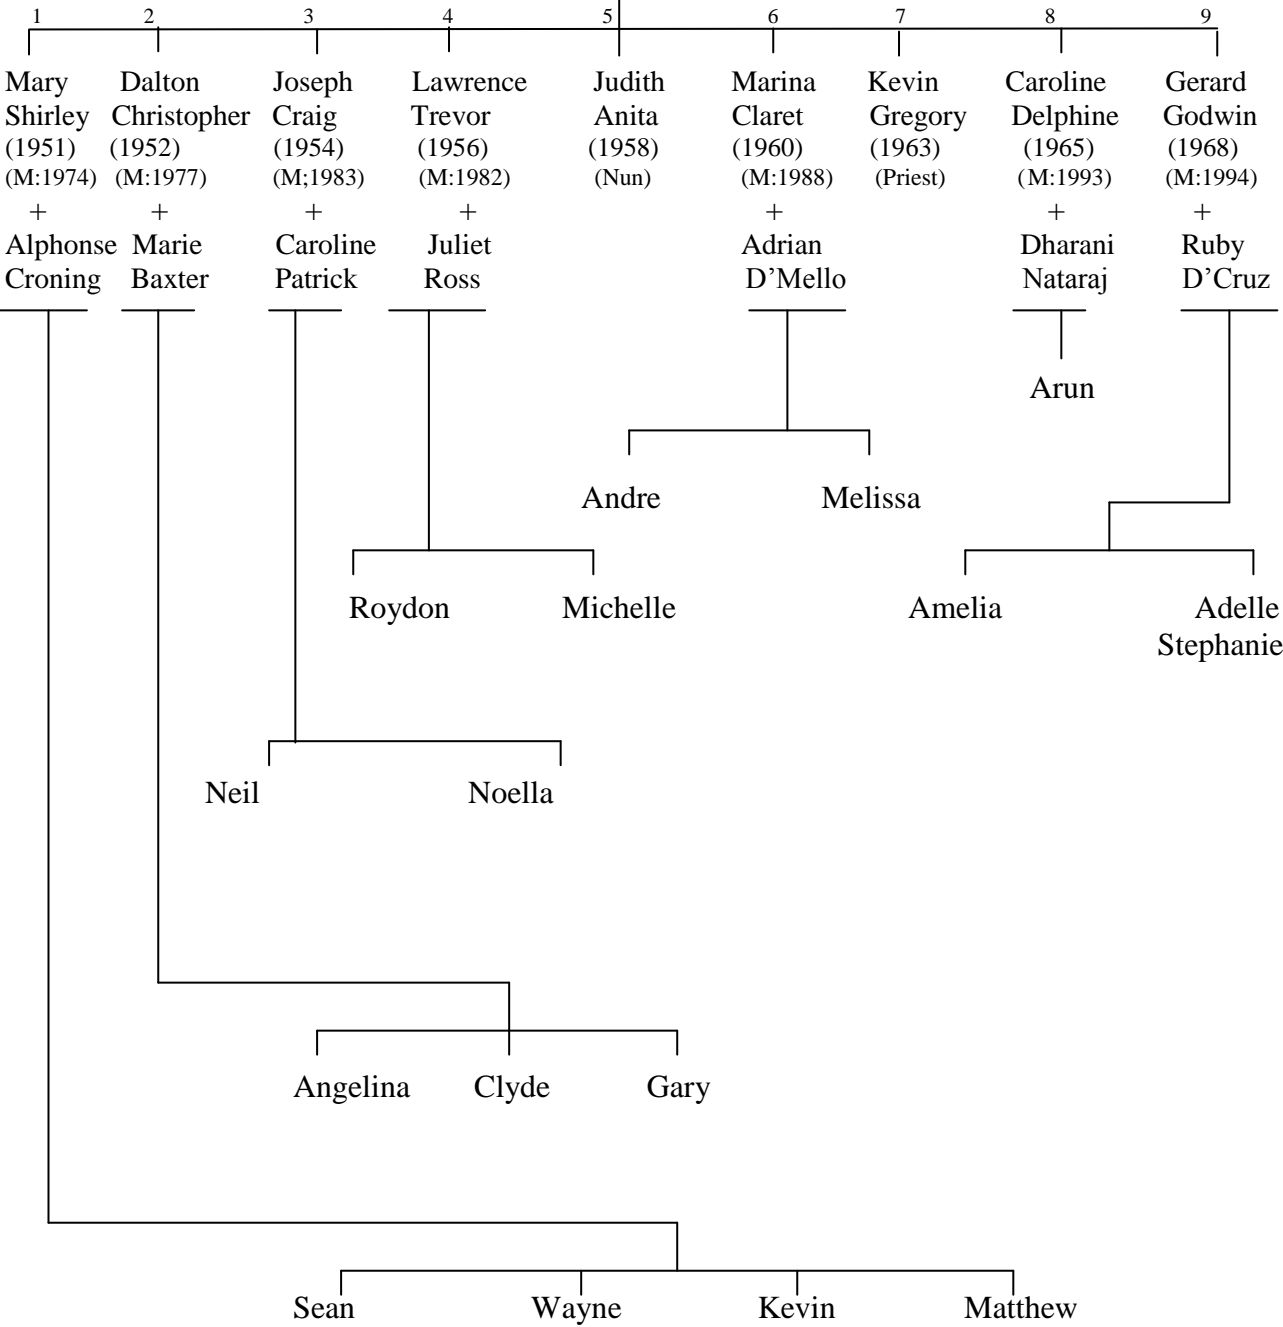 1 2 3 4 5 6 7 8 9
Mary Dalton Joseph Lawrence Judith Marina Kevin Caroline Gerard
Shirley Christopher Craig Trevor Anita Claret Gregory Delphine Godwin
(1951) (1952) (1954) (1956) (1958) (1960) (1963) (1965) (1968)
(M:1974) (M:1977) (M;1983) (M:1982) (Nun) (M:1988) (Priest) (M:1993) (M:1994)
+ + + + + + +
Alphonse Marie Caroline Juliet Adrian Dharani Ruby
Croning Baxter Patrick Ross D’Mello Nataraj D’Cruz
Arun
Andre Melissa
Roydon Michelle Amelia Adelle
Stephanie
Neil Noella
Angelina Clyde Gary
Sean Wayne Kevin Matthew